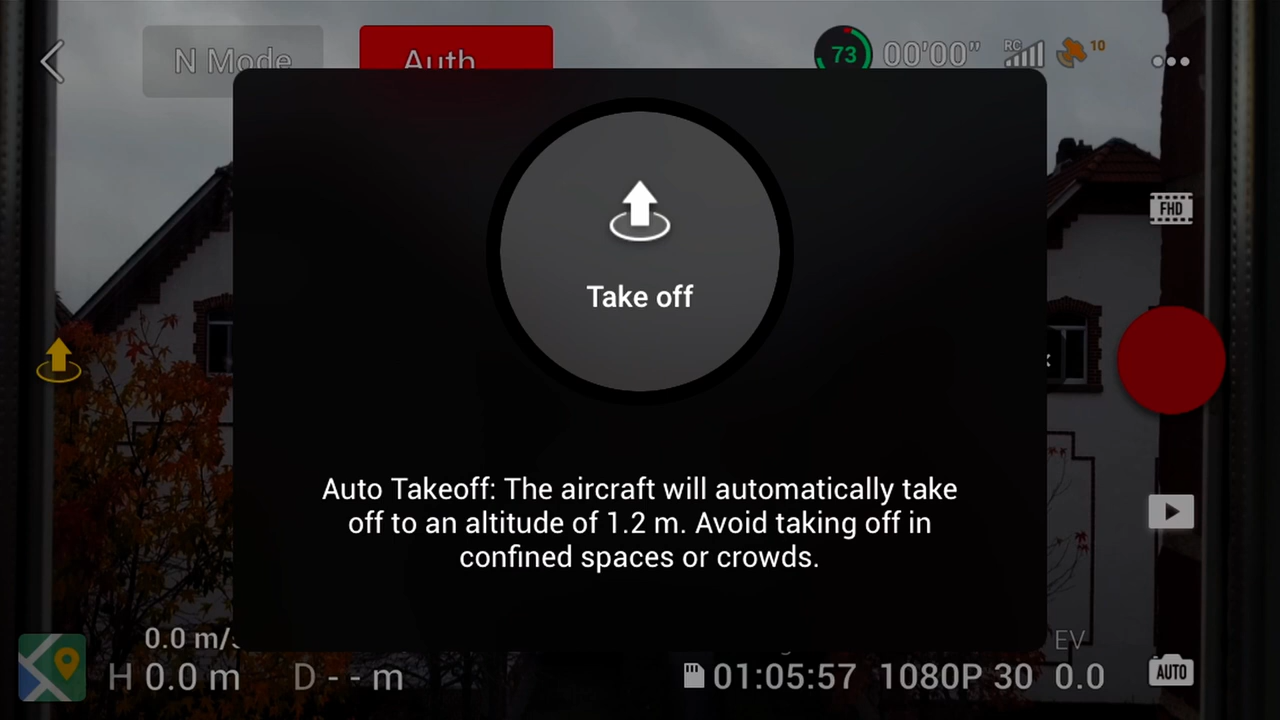 N Mode
Auth
73
00'00"
RC
10
Take off
FHD
Auto Takeoff: The aircraft will automatically take
off to an altitude of 1.2 m. Avoid taking off in
confined spaces or crowds.
0.0 m/s
EV
H 0.0 m
D - - m
01:05:57
1080P 30
0.0
AUTO